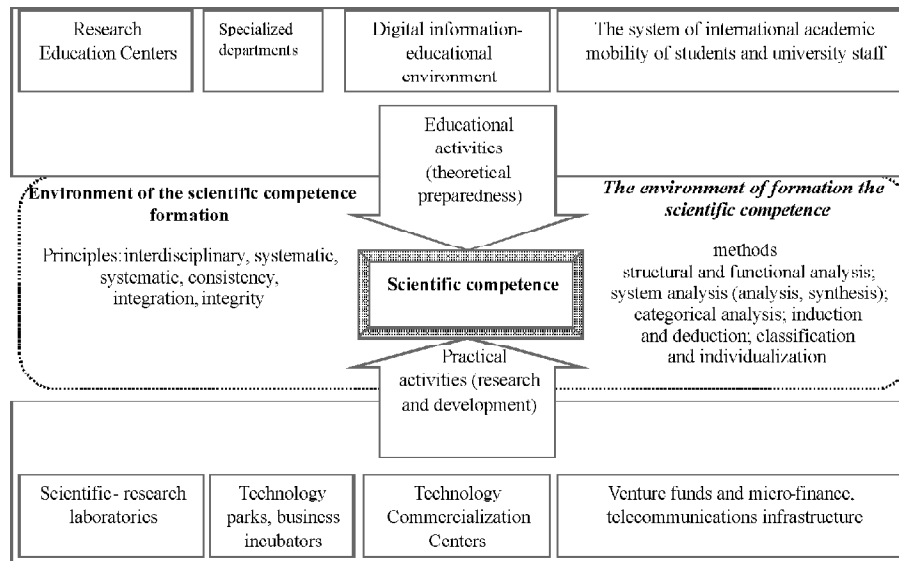 Research
Education Centers
Specialized
departments
Digital information-
educational
environment
The system of international academic
mobility of students and university staff
Educational
activities
(theoretical
preparedness)
Environment of the scientific competence
formation
Principles: interdisciplinary, systematic,
systematic, consistency,
integration, integrity
The environment of formation the
scientific competence
methods
structural and functional analysis;
system analysis (analysis, synthesis);
categorical analysis; induction
and deduction; classification
and individualization
Scientific competence
Practical
activities (research
and development)
Scientific - research
laboratories
Technology
parks, business
incubators
Technology
Commercialization
Centers
Venture funds and micro-finance,
telecommunications infrastructure